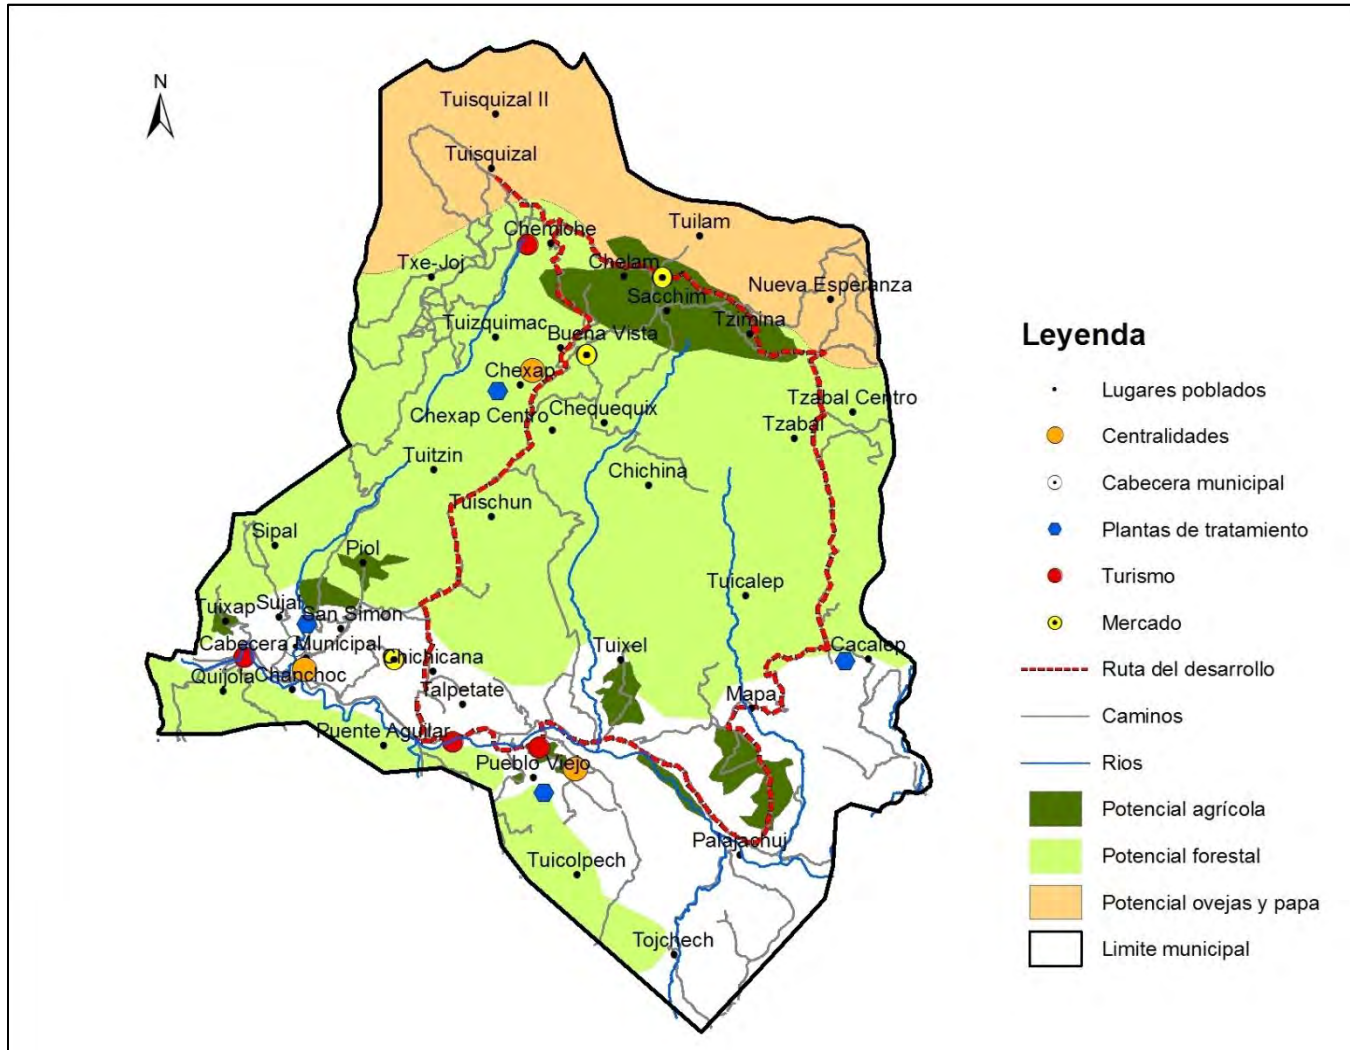 N
Tuisquizal II
Tuisquizal
Tuilam
Chemiche
Txe-Joj
Chelam
Nueva Esperanza
Sacchim
Tzimina
Tuizquimac
Buena Vista
Chexap
Tzabal Centro
Chexap Centro
Chequequix
Tzabal
Tuitzin
Chichina
Tuischun
Sipal
Piol
Tuicalep
Tuixap
Sujal
San Simon
Cabecera Municipal
Tuixel
Cacalep
Chichicana
Quijola
Chanchoc
Talpetate
Mapa
Puente Aguilar
Pueblo Viejo
Palajachuj
Tuicolpech
Tojchech
Leyenda
Lugares poblados
Centralidades
Cabecera municipal
Plantas de tratamiento
Turismo
Mercado
Ruta del desarrollo
Caminos
Rios
Potencial agrícola
Potencial forestal
Potencial ovejas y papa
Limite municipal